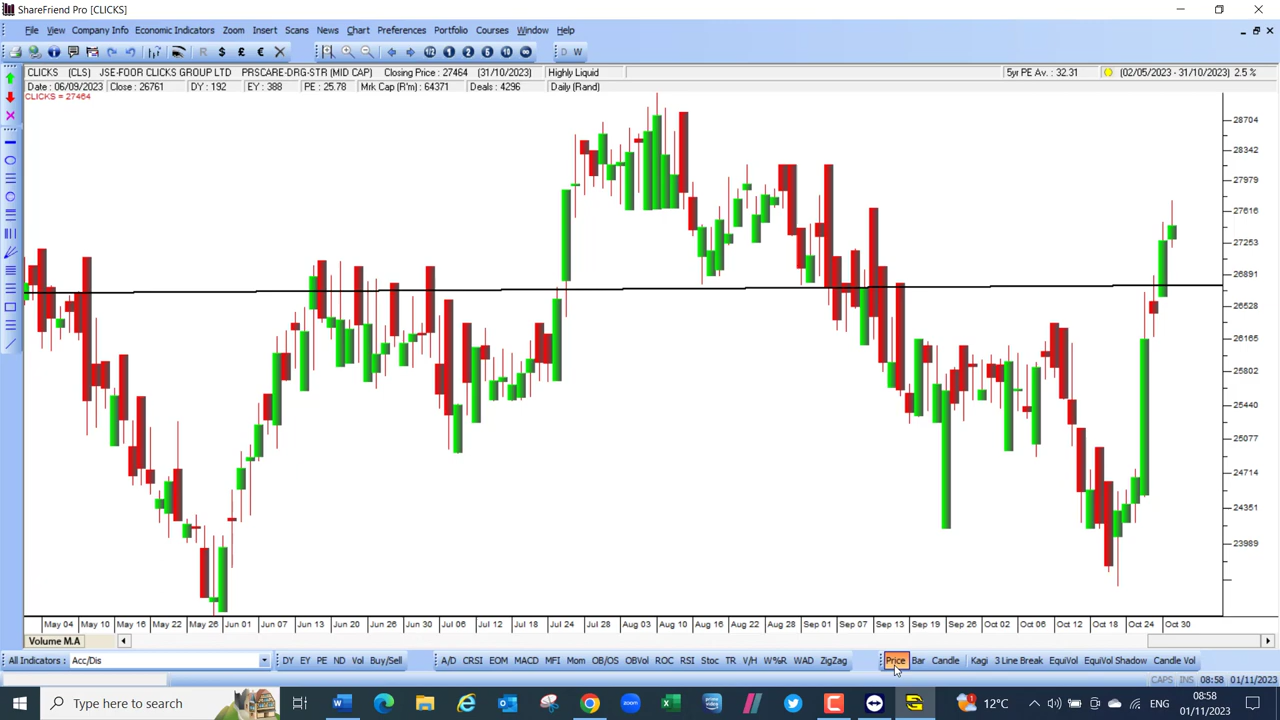 ShareFriend Pro [CLICKS]
File View Company Info Economic Indicators Zoom Insert Scans News Chart Preferences Portfolio Courses Window Help
R $ £ € 1/2 1 2 5 10 D W
CLICKS (CLS) JSE-FOOR CLICKS GROUP LTD PRSCARE-DRG-STR (MID CAP) Closing Price : 27464 (31/10/2023) Highly Liquid 5yr PE Av. : 32.31 (02/05/2023 - 31/10/2023) 2.5 %
Date : 06/09/2023 Close : 26761 DY : 192 EY : 388 PE : 25.78 Mrk Cap (R'm) : 64371 Deals : 4296 Daily (Rand)
CLICKS = 27464
28704
28342
27979
27616
27253
26891
26528
26165
25802
25440
25077
24714
24351
23989
May 04 May 10 May 16 May 22 May 26 Jun 01 Jun 07 Jun 13 Jun 20 Jun 26 Jun 30 Jul 06 Jul 12 Jul 18 Jul 24 Jul 28 Aug 03 Aug 10 Aug 16 Aug 22 Aug 28 Sep 01 Sep 07 Sep 13 Sep 19 Sep 26 Oct 02 Oct 06 Oct 12 Oct 18 Oct 24 Oct 30
Volume M.A
All Indicators : Acc/Dis DY EY PE ND Vol Buy/Sell A/D CRSI EOM MACD MFI Mom OB/OS OBVol ROC RSI Stoc TR V/H W%R WAD ZigZag Price Bar Candle Kagi 3 Line Break EquiVol EquiVol Shadow Candle Vol
CAPS INS 08:58 01/11/2023
Type here to search zoom prime video 1 12°C ENG 08:58
01/11/2023